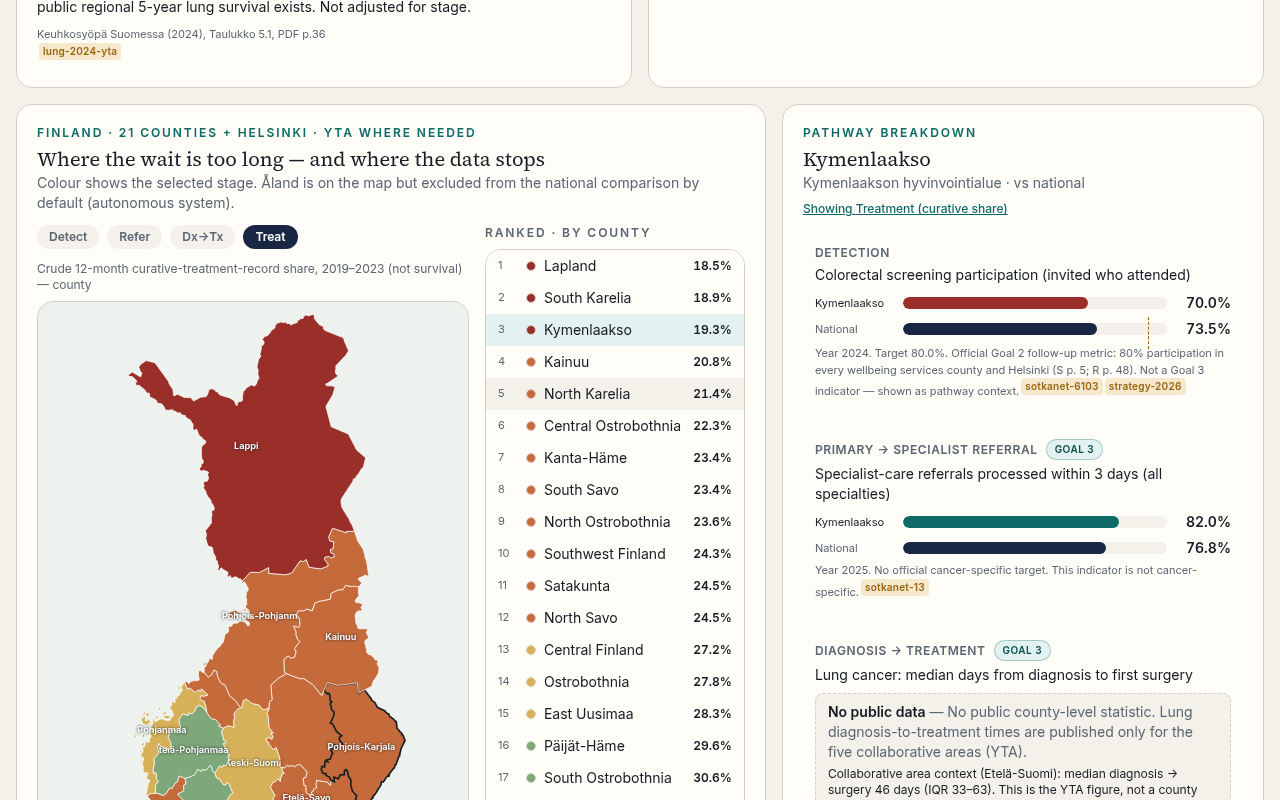 public regional 5-year lung survival exists. Not adjusted for stage.
Keuhkosyöpä Suomessa (2024), Taulukko 5.1, PDF p.36
lung-2024-yta
FINLAND · 21 COUNTIES + HELSINKI · YTA WHERE NEEDED
Where the wait is too long — and where the data stops
Colour shows the selected stage. Åland is on the map but excluded from the national comparison by
default (autonomous system).
Detect Refer Dx→Tx Treat
Crude 12-month curative-treatment-record share, 2019–2023 (not survival)
— county
Lappi
Pohjois-Pohjanm
Kainuu
Pohjanmaa
telä-Pohjanmaa
Keski-Suomi
Pohjois-Karjala
Etelä-Savo
RANKED · BY COUNTY
1 Lapland 18.5%
2 South Karelia 18.9%
3 Kymenlaakso 19.3%
4 Kainuu 20.8%
5 North Karelia 21.4%
6 Central Ostrobothnia 22.3%
7 Kanta-Häme 23.4%
8 South Savo 23.4%
9 North Ostrobothnia 23.6%
10 Southwest Finland 24.3%
11 Satakunta 24.5%
12 North Savo 24.5%
13 Central Finland 27.2%
14 Ostrobothnia 27.8%
15 East Uusimaa 28.3%
16 Päijät-Häme 29.6%
17 South Ostrobothnia 30.6%
PATHWAY BREAKDOWN
Kymenlaakso
Kymenlaakson hyvinvointialue · vs national
Showing Treatment (curative share)
DETECTION
Colorectal screening participation (invited who attended)
Kymenlaakso 70.0%
National 73.5%
Year 2024. Target 80.0%. Official Goal 2 follow-up metric: 80% participation in
every wellbeing services county and Helsinki (S p. 5; R p. 48). Not a Goal 3
indicator — shown as pathway context. sotkanet-6103 strategy-2026
PRIMARY → SPECIALIST REFERRAL GOAL 3
Specialist-care referrals processed within 3 days (all
specialties)
Kymenlaakso 82.0%
National 76.8%
Year 2025. No official cancer-specific target. This indicator is not cancer-
specific. sotkanet-13
DIAGNOSIS → TREATMENT GOAL 3
Lung cancer: median days from diagnosis to first surgery
No public data — No public county-level statistic. Lung
diagnosis-to-treatment times are published only for the
five collaborative areas (YTA).
Collaborative area context (Etelä-Suomi): median diagnosis →
surgery 46 days (IQR 33–63). This is the YTA figure, not a county